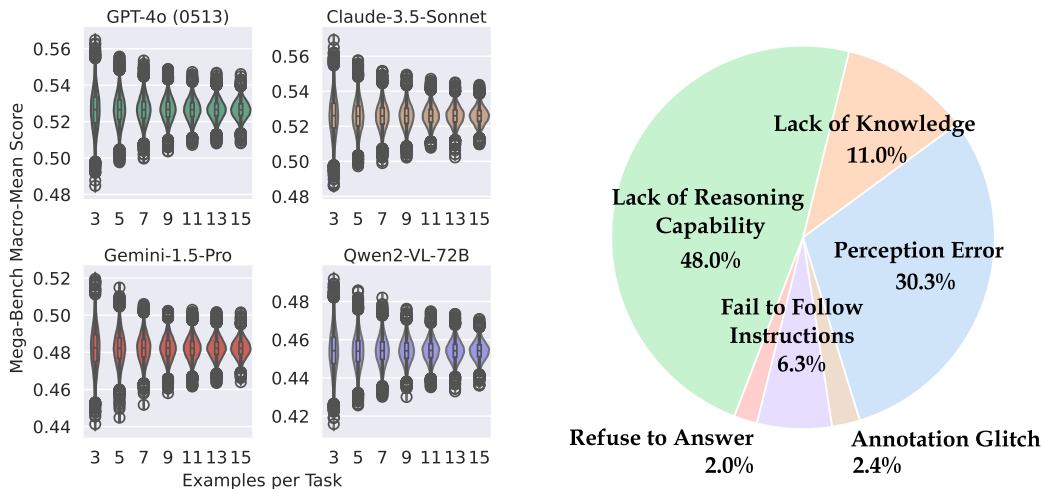 GPT-4o (0513)
Claude-3.5-Sonnet
Mega-Bench Macro-Mean Score
0.56
0.54
0.52
0.50
0.48
3 5 7 9 11 13 15
0.56
0.54
0.52
0.50
0.48
3 5 7 9 11 13 15
Gemini-1.5-Pro
Qwen2-VL-72B
0.52
0.50
0.48
0.46
0.44
3 5 7 9 11 13 15
0.48
0.46
0.44
0.42
3 5 7 9 11 13 15
Examples per Task
Lack of Knowledge
11.0%
Lack of Reasoning
Capability
48.0%
Perception Error
30.3%
Fail to Follow
Instructions
6.3%
Refuse to Answer
2.0%
Annotation Glitch
2.4%